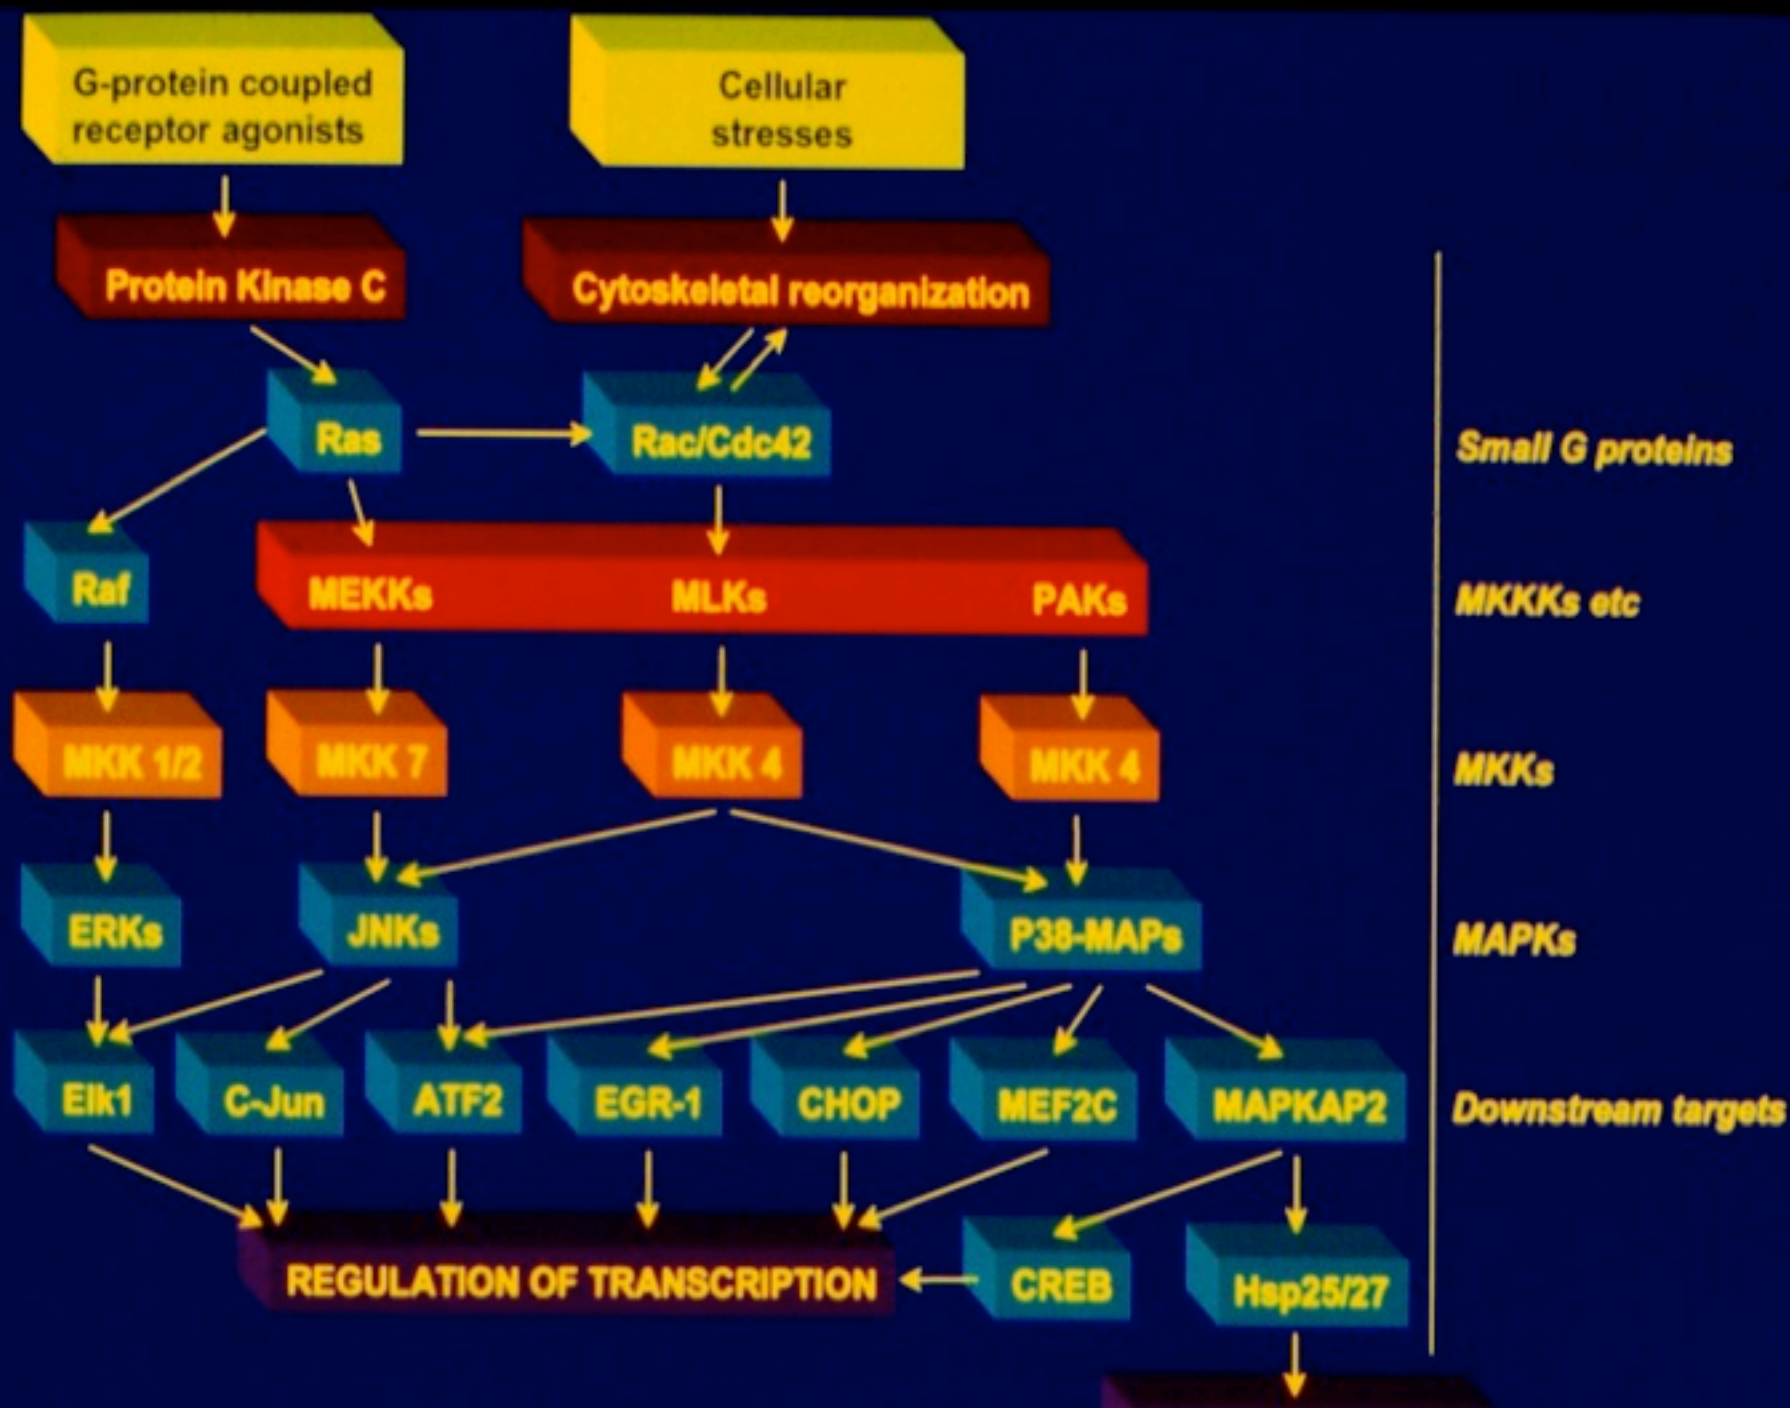 G-protein coupled
receptor agonists
Cellular
stresses
Protein Kinase C
Cytoskeletal reorganization
Ras
Rac/Cdc42
Small G proteins
Raf
MEKKs
MLKs
PAKs
MKKKs etc
MKK 1/2
MKK 7
MKK 4
MKK 4
MKKs
ERKs
JNKs
P38-MAPs
MAPKs
Elk1
C-Jun
ATF2
EGR-1
CHOP
MEF2C
MAPKAP2
Downstream targets
REGULATION OF TRANSCRIPTION
CREB
Hsp25/27